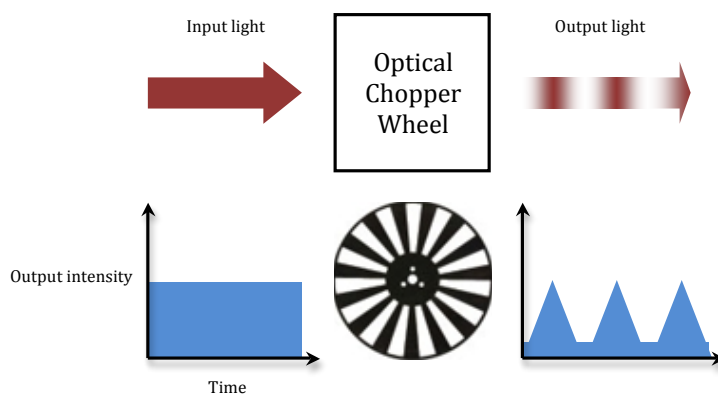 Input light
Output light
Optical
Chopper
Wheel
Output intensity
Time